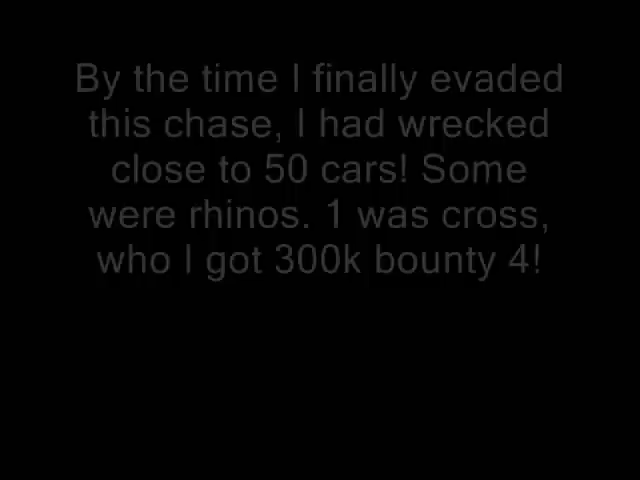 By the time I finally evaded
this chase, I had wrecked
close to 50 cars! Some
were rhinos. 1 was cross,
who I got 300k bounty 4!